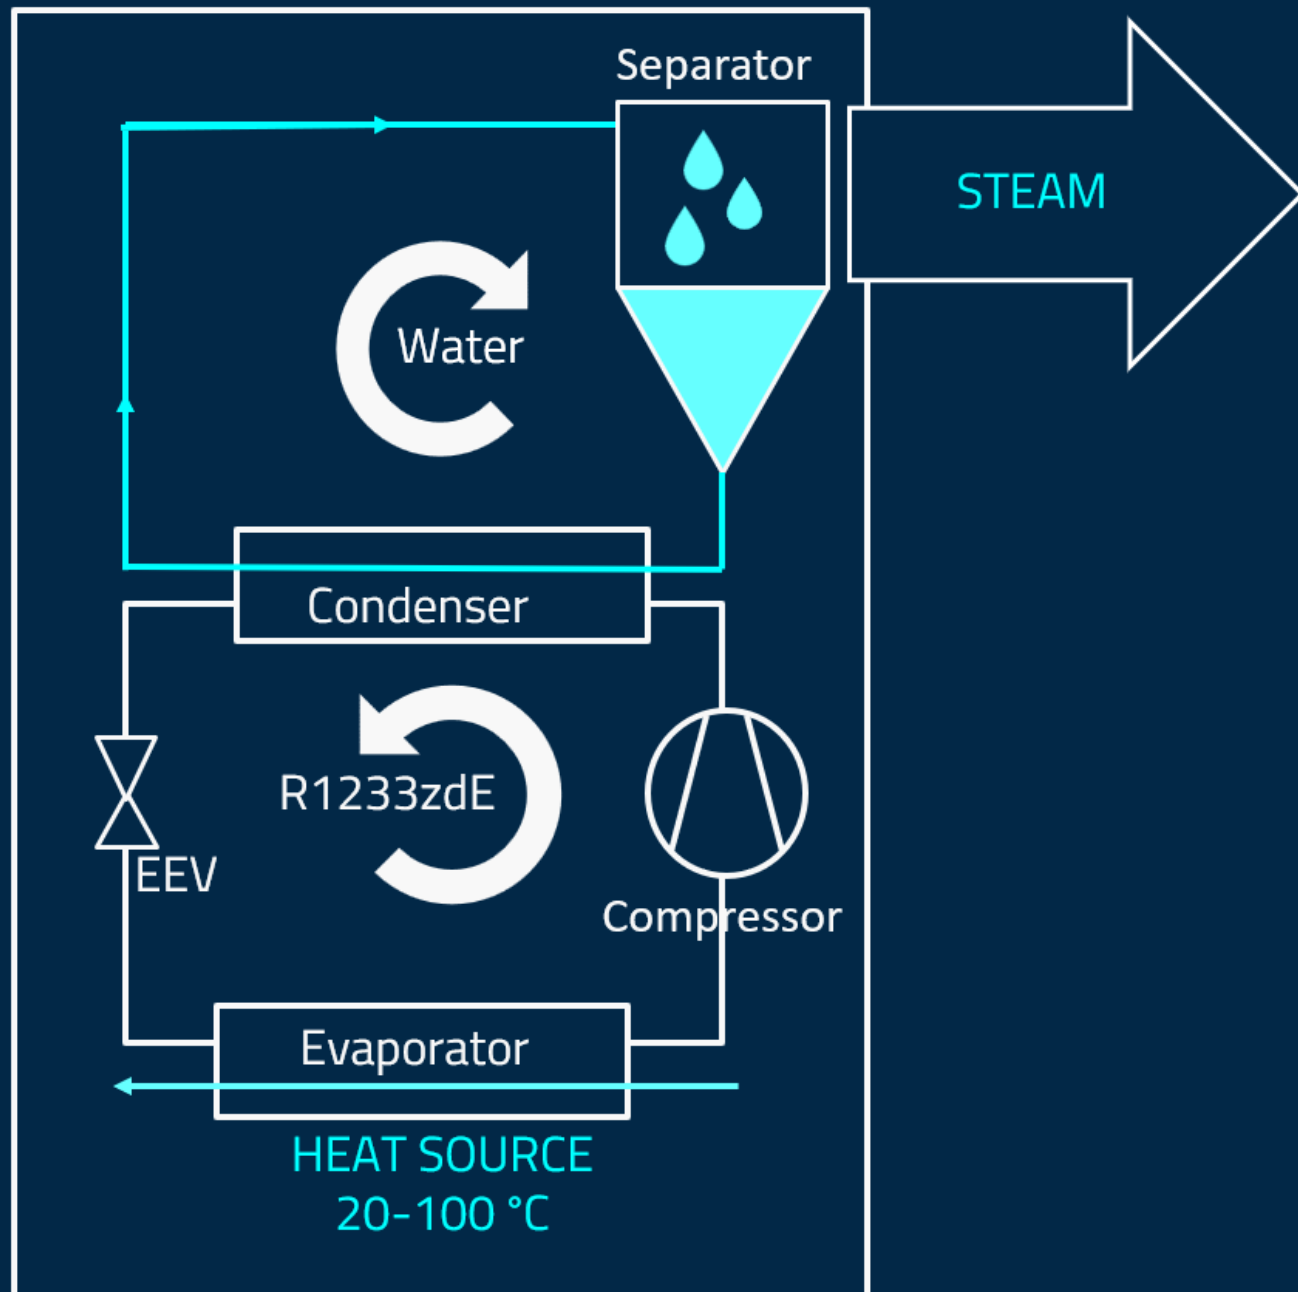 Separator
STEAM
Water
Condenser
R1233zdE
EEV
Compressor
Evaporator
HEAT SOURCE
20-100 °C